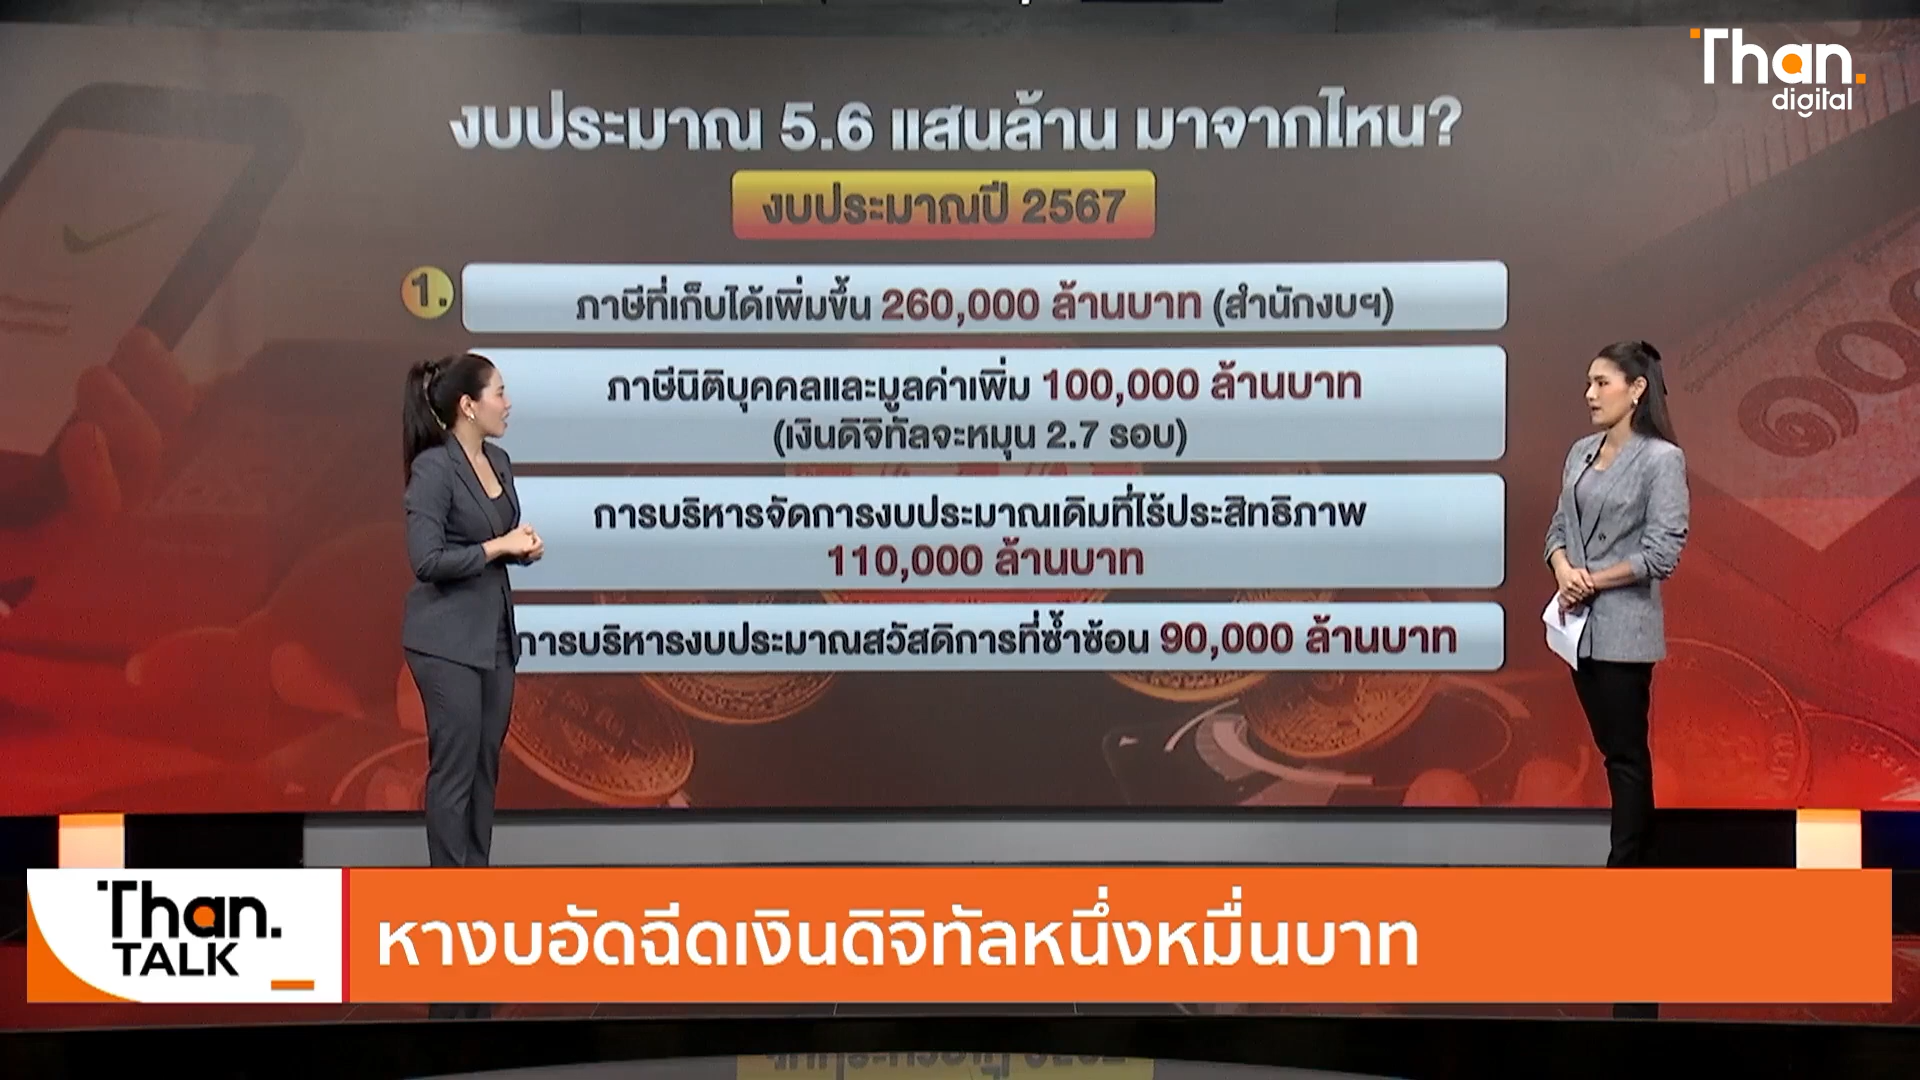 Than.
digital
งบประมาณ 5.6 แสนล้าน มาจากไหน?
งบประมาณปี 2567
1. ภาษีที่เก็บได้เพิ่มขึ้น 260,000 ล้านบาท (สำนักงบฯ)
ภาษีนิติบุคคลและมูลค่าเพิ่ม 100,000 ล้านบาท
(เงินดิจิทัลจะหมุน 2.7 รอบ)
การบริหารจัดการงบประมาณเดิมที่ไร้ประสิทธิภาพ
110,000 ล้านบาท
การบริหารงบประมาณสวัสดิการที่ซ้ำซ้อน 90,000 ล้านบาท
Than.
TALK
หางบอัดฉีดเงินดิจิทัลหนึ่งหมื่นบาท